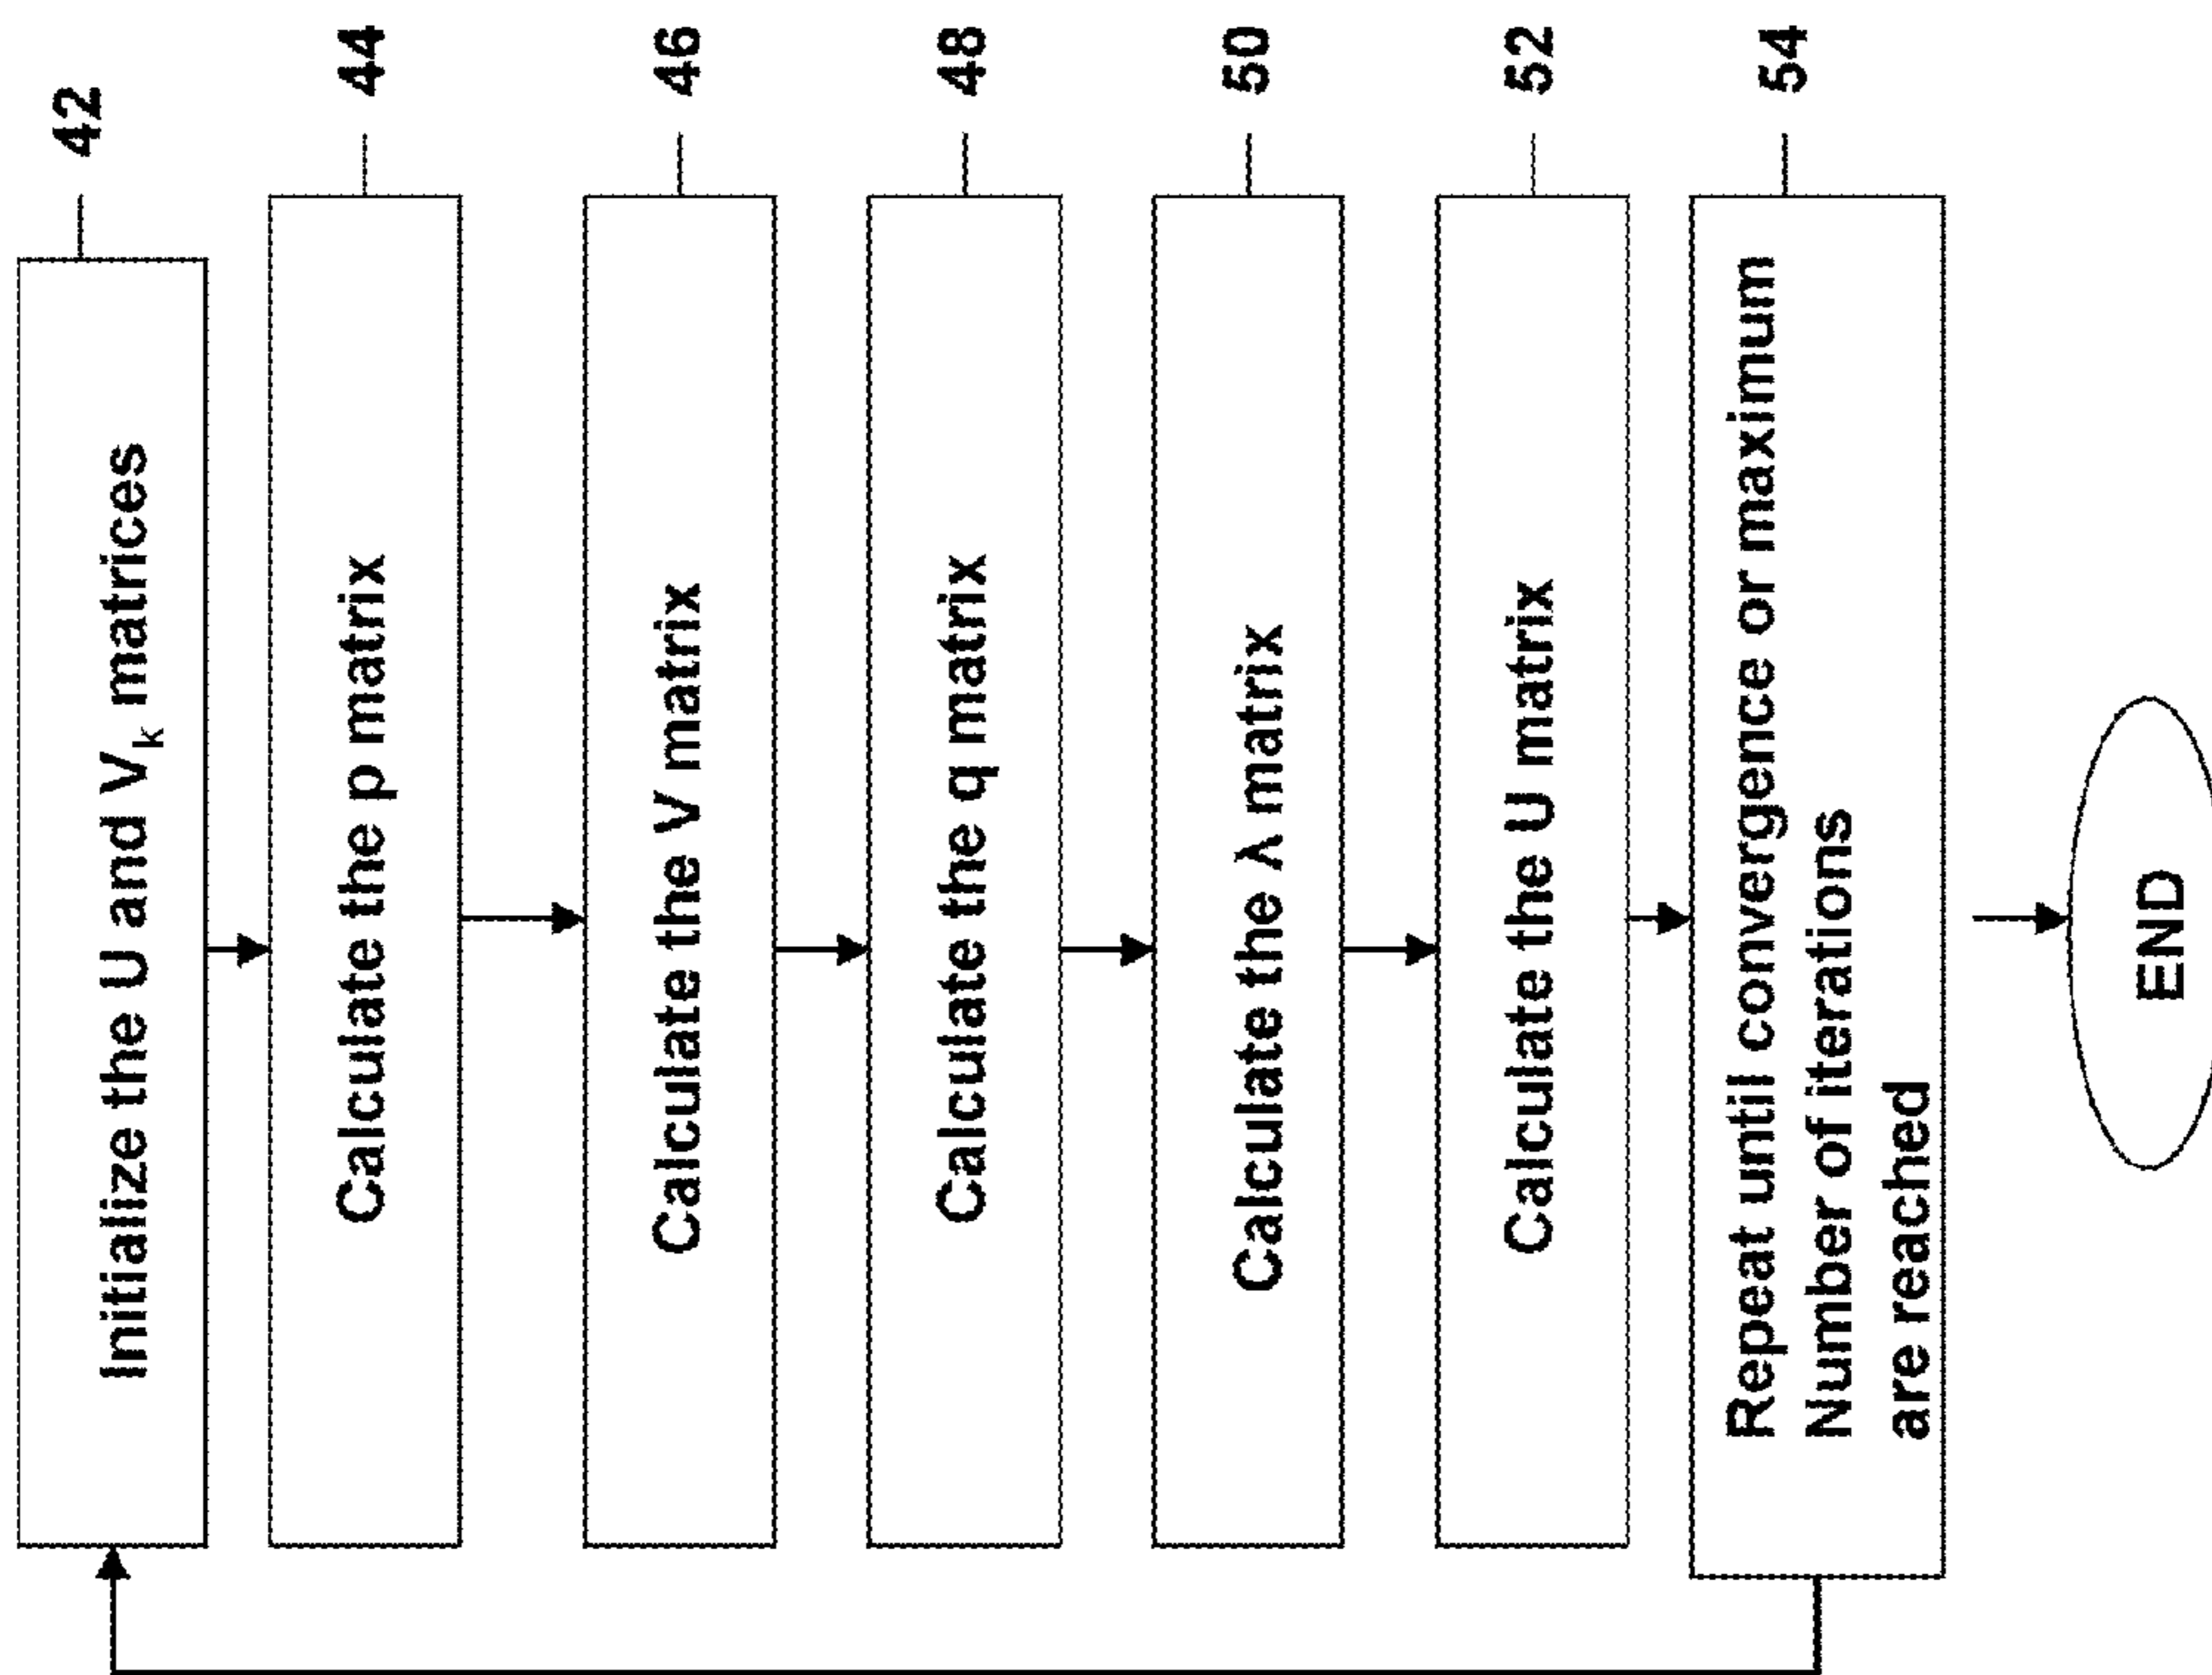 Initialize the U and Vk matrices
42
Calculate the p matrix
44
Calculate the V matrix
46
Calculate the q matrix
48
Calculate the λ matrix
50
Calculate the U matrix
52
Repeat until convergence or maximum
Number of iterations
are reached
54
END